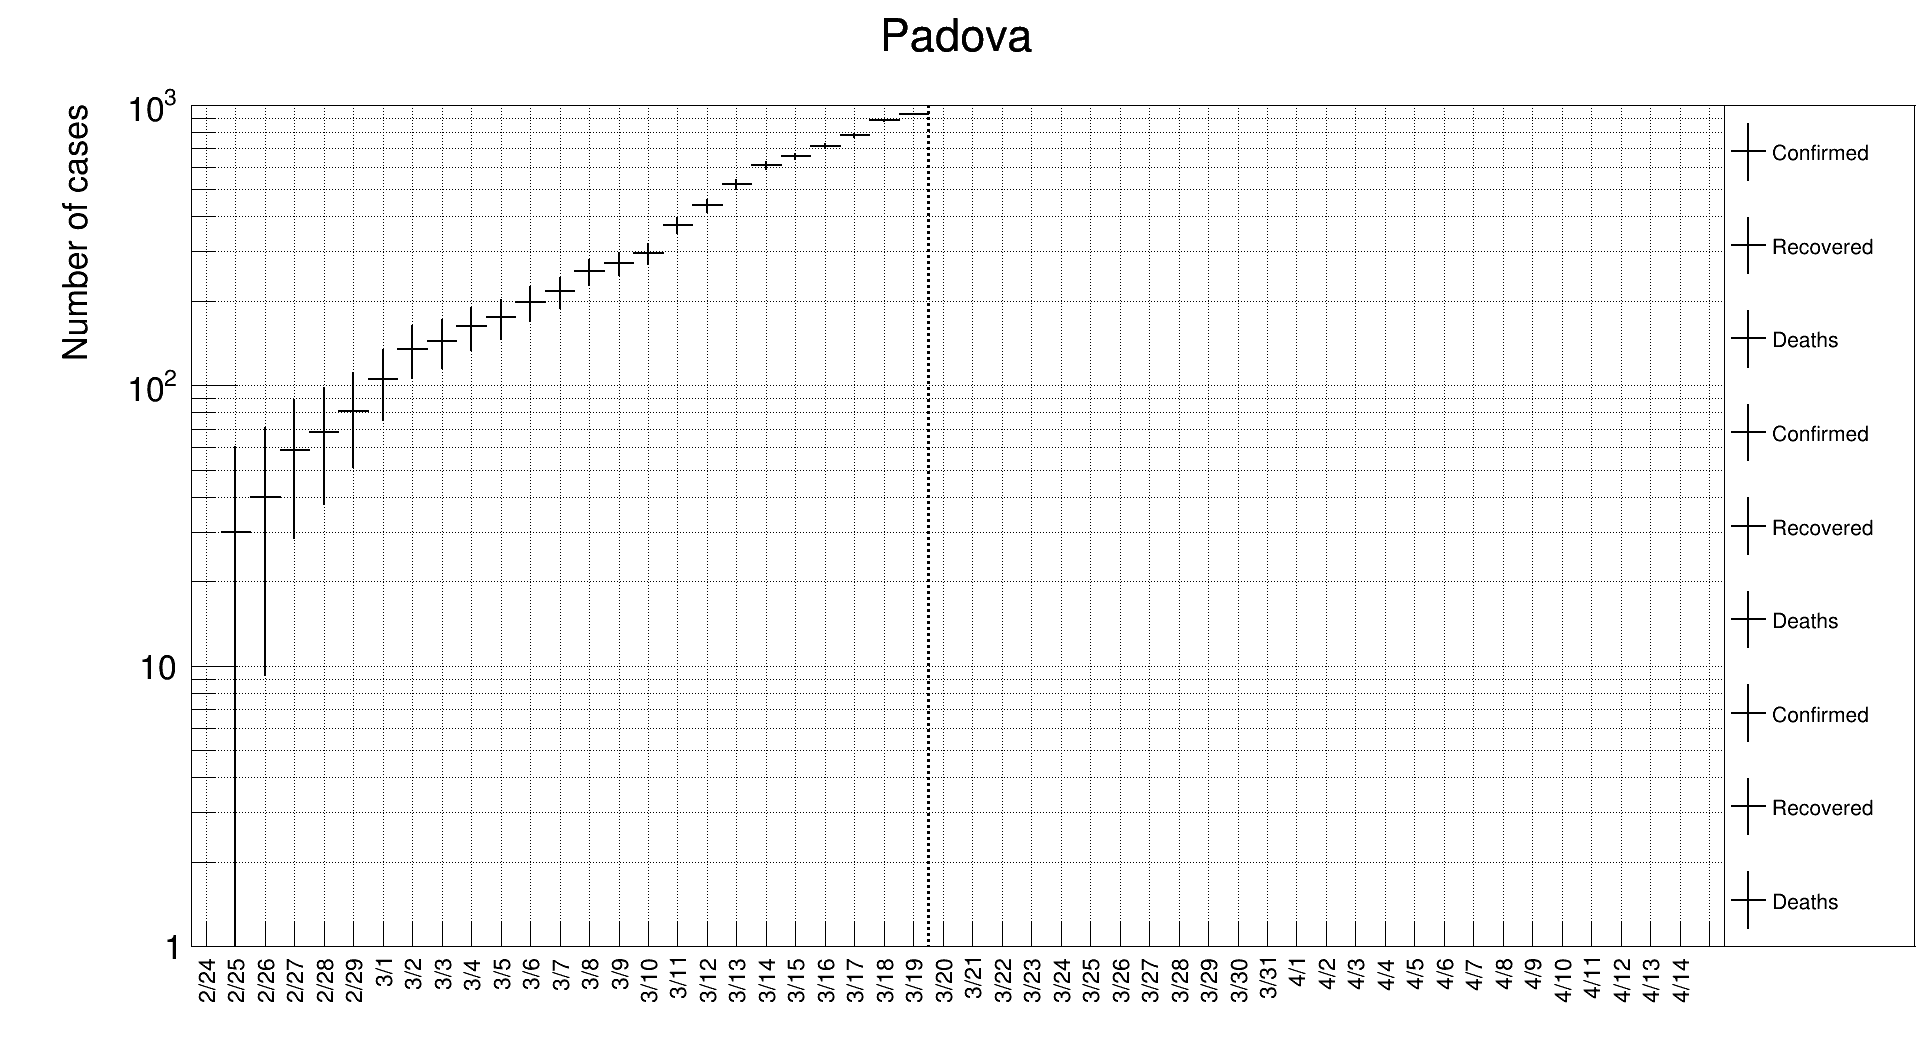 Padova
Number of cases
10³
10²
10
1
2/24 2/25 2/26 2/27 2/28 2/29 3/1 3/2 3/3 3/4 3/5 3/6 3/7 3/8 3/9 3/10 3/11 3/12 3/13 3/14 3/15 3/16 3/17 3/18 3/19 3/20 3/21 3/22 3/23 3/24 3/25 3/26 3/27 3/28 3/29 3/30 3/31 4/1 4/2 4/3 4/4 4/5 4/6 4/7 4/8 4/9 4/10 4/11 4/12 4/13 4/14
Confirmed
Recovered
Deaths
Confirmed
Recovered
Deaths
Confirmed
Recovered
Deaths